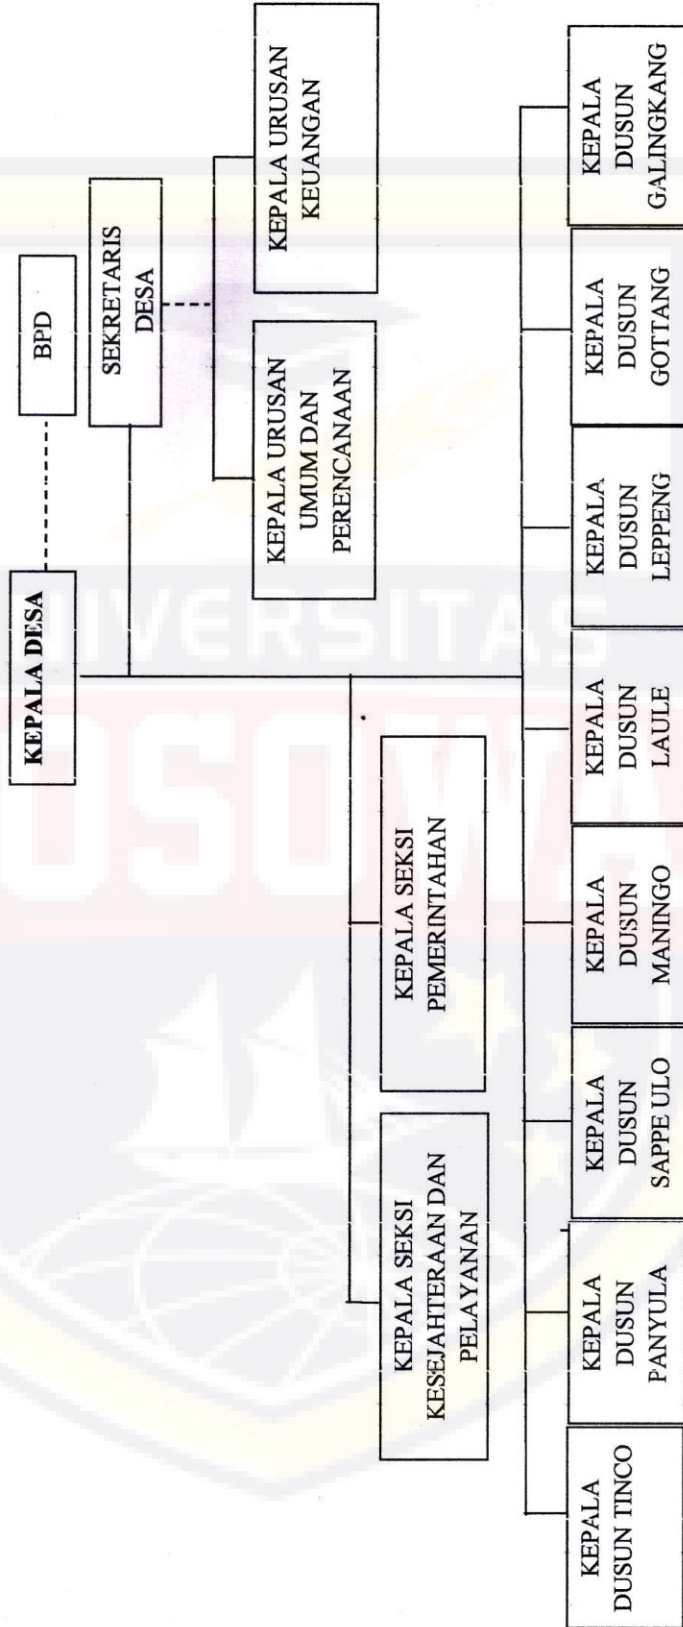 KEPALA DESA
BPD
SEKRETARIS
DESA
KEPALA URUSAN
UMUM DAN
PERENCANAAN
KEPALA URUSAN
KEUANGAN
KEPALA SEKSI
KESEJAHTERAAN DAN
PELAYANAN
KEPALA SEKSI
PEMERINTAHAN
KEPALA
DUSUN TINCO
KEPALA
DUSUN
PANYULA
KEPALA
DUSUN
SAPPE ULO
KEPALA
DUSUN
MANINGO
KEPALA
DUSUN
LAULE
KEPALA
DUSUN
LEPPENG
KEPALA
DUSUN
GOTTANG
KEPALA
DUSUN
GALINGKANG
UNIVERSITAS
BOSOWA